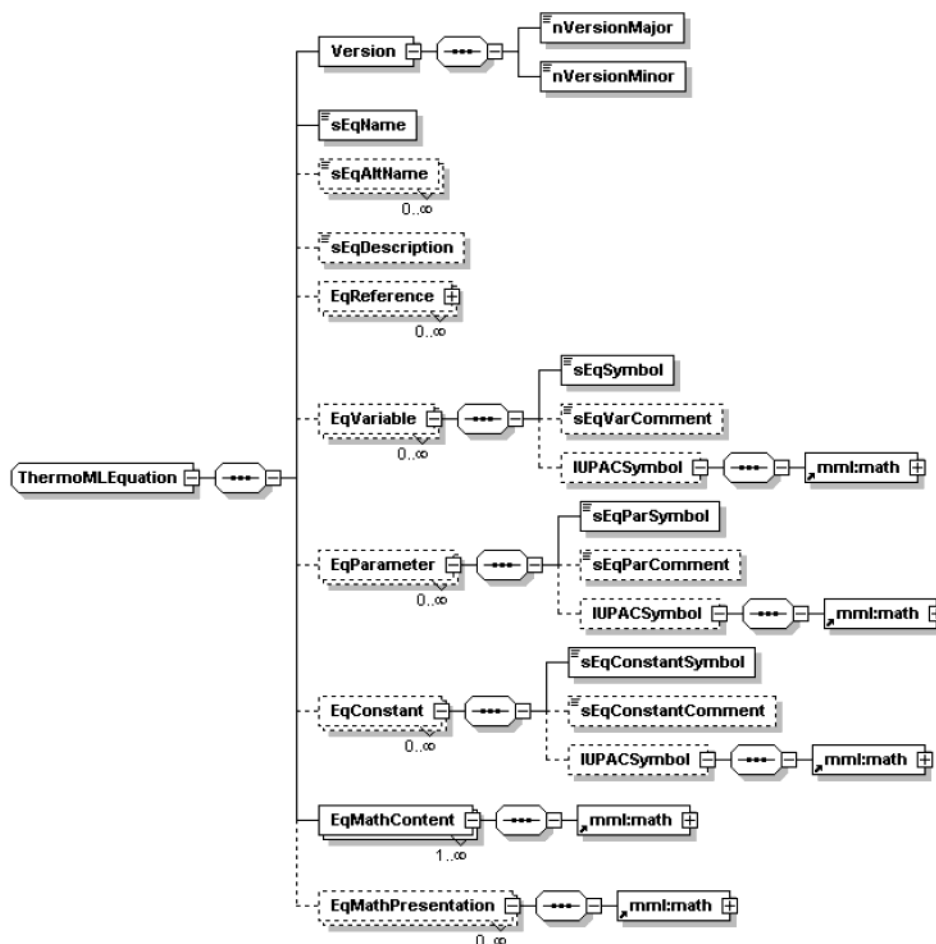 Version
nVersionMajor
nVersionMinor
sEqName
sEqAltName
0..∞
sEqDescription
EqReference
0..∞
sEqSymbol
EqVariable
sEqVarComment
0..∞
IUPACSymbol
mml:math
ThermoMLEquation
sEqParSymbol
EqParameter
sEqParComment
0..∞
IUPACSymbol
mml:math
sEqConstantSymbol
EqConstant
sEqConstantComment
0..∞
IUPACSymbol
mml:math
EqMathContent
mml:math
1..∞
EqMathPresentation
mml:math
0..∞